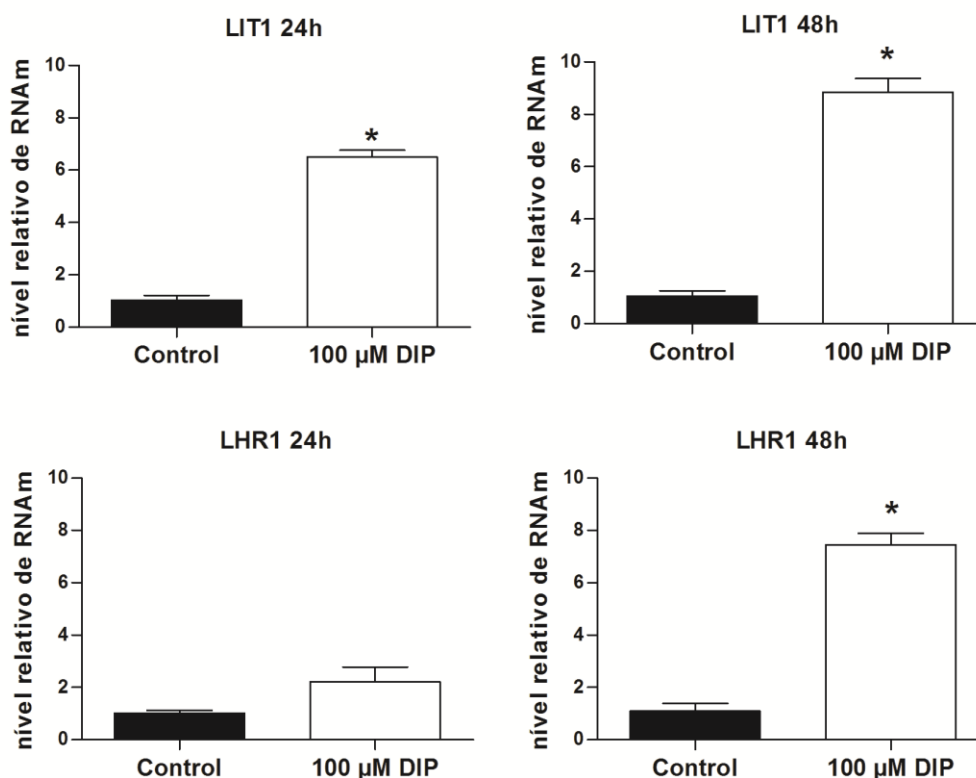 LIT1 24h
nível relativo de RNAm
10
8
6
4
2
0
*
Control
100 µM DIP
LIT1 48h
nível relativo de RNAm
10
8
6
4
2
0
*
Control
100 µM DIP
LHR1 24h
nível relativo de RNAm
10
8
6
4
2
0
Control
100 µM DIP
LHR1 48h
nível relativo de RNAm
10
8
6
4
2
0
*
Control
100 µM DIP